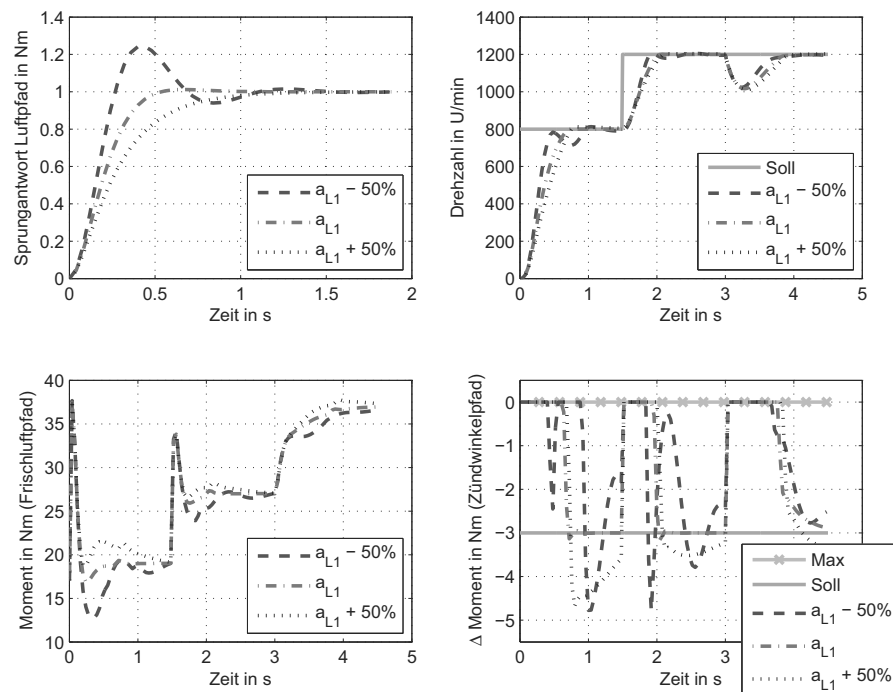 1.4
1.2
1
0.8
0.6
0.4
0.2
0
0
0.5
1
1.5
2
Sprungantwort Luftpfad in Nm
Zeit in s
a_L1 − 50%
a_L1
a_L1 + 50%
1400
1200
1000
800
600
400
200
0
0
1
2
3
4
5
Drehzahl in U/min
Zeit in s
Soll
a_L1 − 50%
a_L1
a_L1 + 50%
40
35
30
25
20
15
10
0
1
2
3
4
5
Moment in Nm (Frischluftpfad)
Zeit in s
a_L1 − 50%
a_L1
a_L1 + 50%
0
−1
−2
−3
−4
−5
0
1
2
3
Δ Moment in Nm (Zündwinkelpfad)
Zeit in s
Max
Soll
a_L1 − 50%
a_L1
a_L1 + 50%